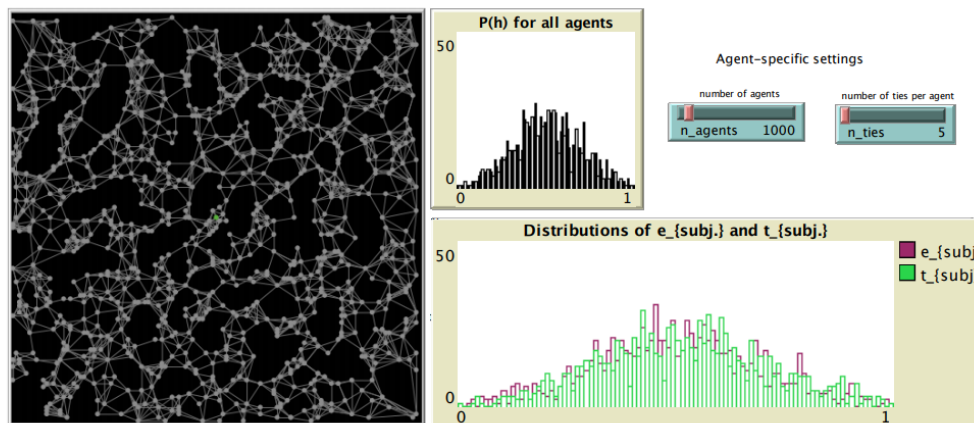 P(h) for all agents
50
0
0
1
Agent-specific settings
number of agents
n_agents 1000
number of ties per agent
n_ties 5
Distributions of e_{subj.} and t_{subj.}
50
0
0
1
e_{subj
t_{subj